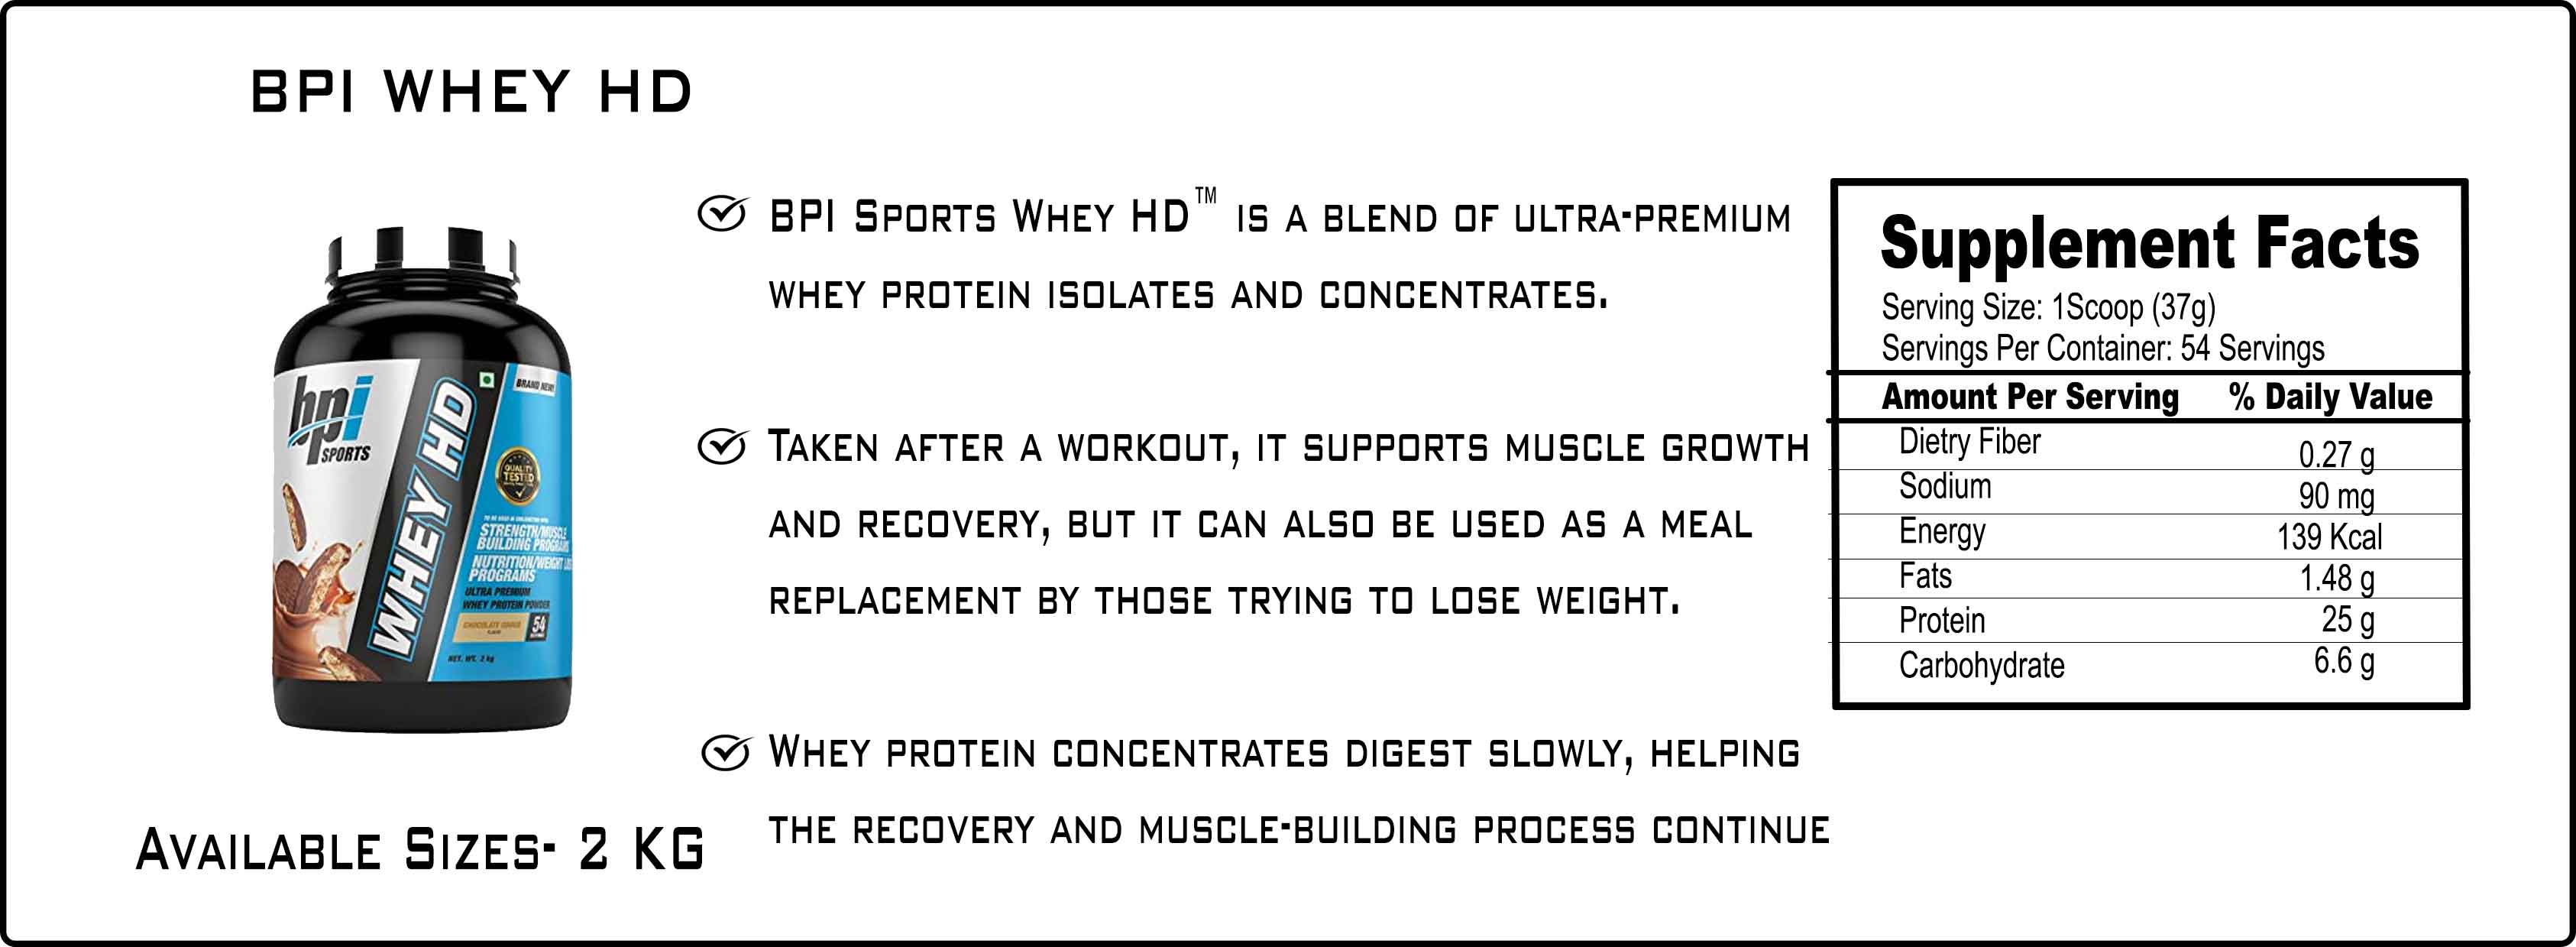 BPI WHEY HD
bpi
SPORTS
WHEY HD
BRAND NEW!
QUALITY
TESTED
STRENGTH/MUSCLE
BUILDING PROGRAMS
NUTRITION/WEIGHT
PROGRAMS
ULTRA PREMIUM
WHEY PROTEIN POWDER
CHOCOLATE
54
NET. WT. 2 kg
AVAILABLE SIZES- 2 KG
BPI SPORTS WHEY HD™ IS A BLEND OF ULTRA-PREMIUM
WHEY PROTEIN ISOLATES AND CONCENTRATES.
TAKEN AFTER A WORKOUT, IT SUPPORTS MUSCLE GROWTH
AND RECOVERY, BUT IT CAN ALSO BE USED AS A MEAL
REPLACEMENT BY THOSE TRYING TO LOSE WEIGHT.
WHEY PROTEIN CONCENTRATES DIGEST SLOWLY, HELPING
THE RECOVERY AND MUSCLE-BUILDING PROCESS CONTINUE
Supplement Facts
Serving Size: 1Scoop (37g)
Servings Per Container: 54 Servings
Amount Per Serving % Daily Value
Dietry Fiber 0.27 g
Sodium 90 mg
Energy 139 Kcal
Fats 1.48 g
Protein 25 g
Carbohydrate 6.6 g